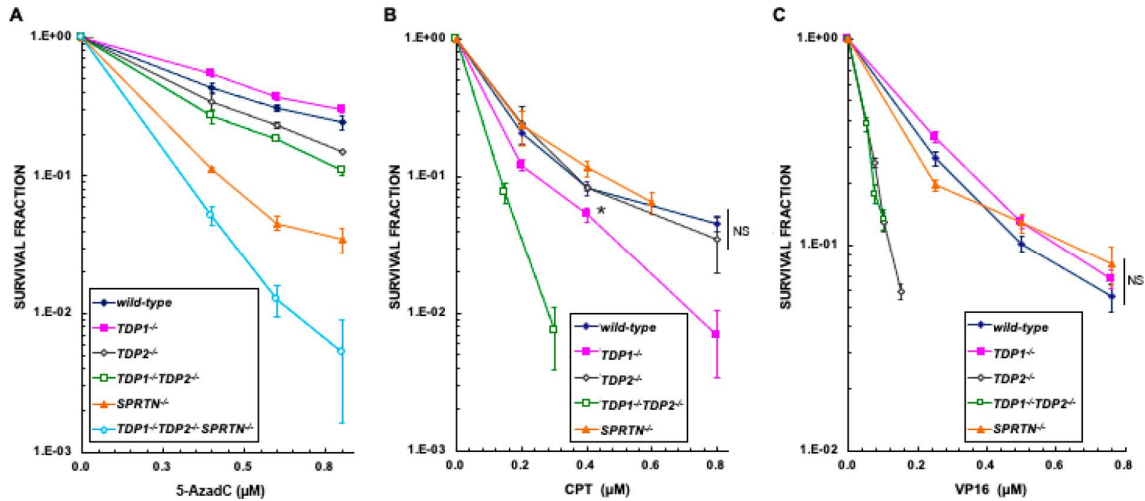 A
SURVIVAL FRACTION
1.E+00
1.E-01
1.E-02
1.E-03
0.0
0.3
0.5
0.8
5-AzadC (µM)
wild-type
TDP1-/-
TDP2-/-
TDP1-/-TDP2-/-
SPRTN-/-
TDP1-/-TDP2-/-SPRTN-/-
B
SURVIVAL FRACTION
1.E+00
1.E-01
1.E-02
1.E-03
0.0
0.2
0.4
0.6
0.8
CPT (µM)
*
NS
wild-type
TDP1-/-
TDP2-/-
TDP1-/-TDP2-/-
SPRTN-/-
C
SURVIVAL FRACTION
1.E+00
1.E-01
1.E-02
0.0
0.2
0.4
0.6
0.8
VP16 (µM)
NS
wild-type
TDP1-/-
TDP2-/-
TDP1-/-TDP2-/-
SPRTN-/-